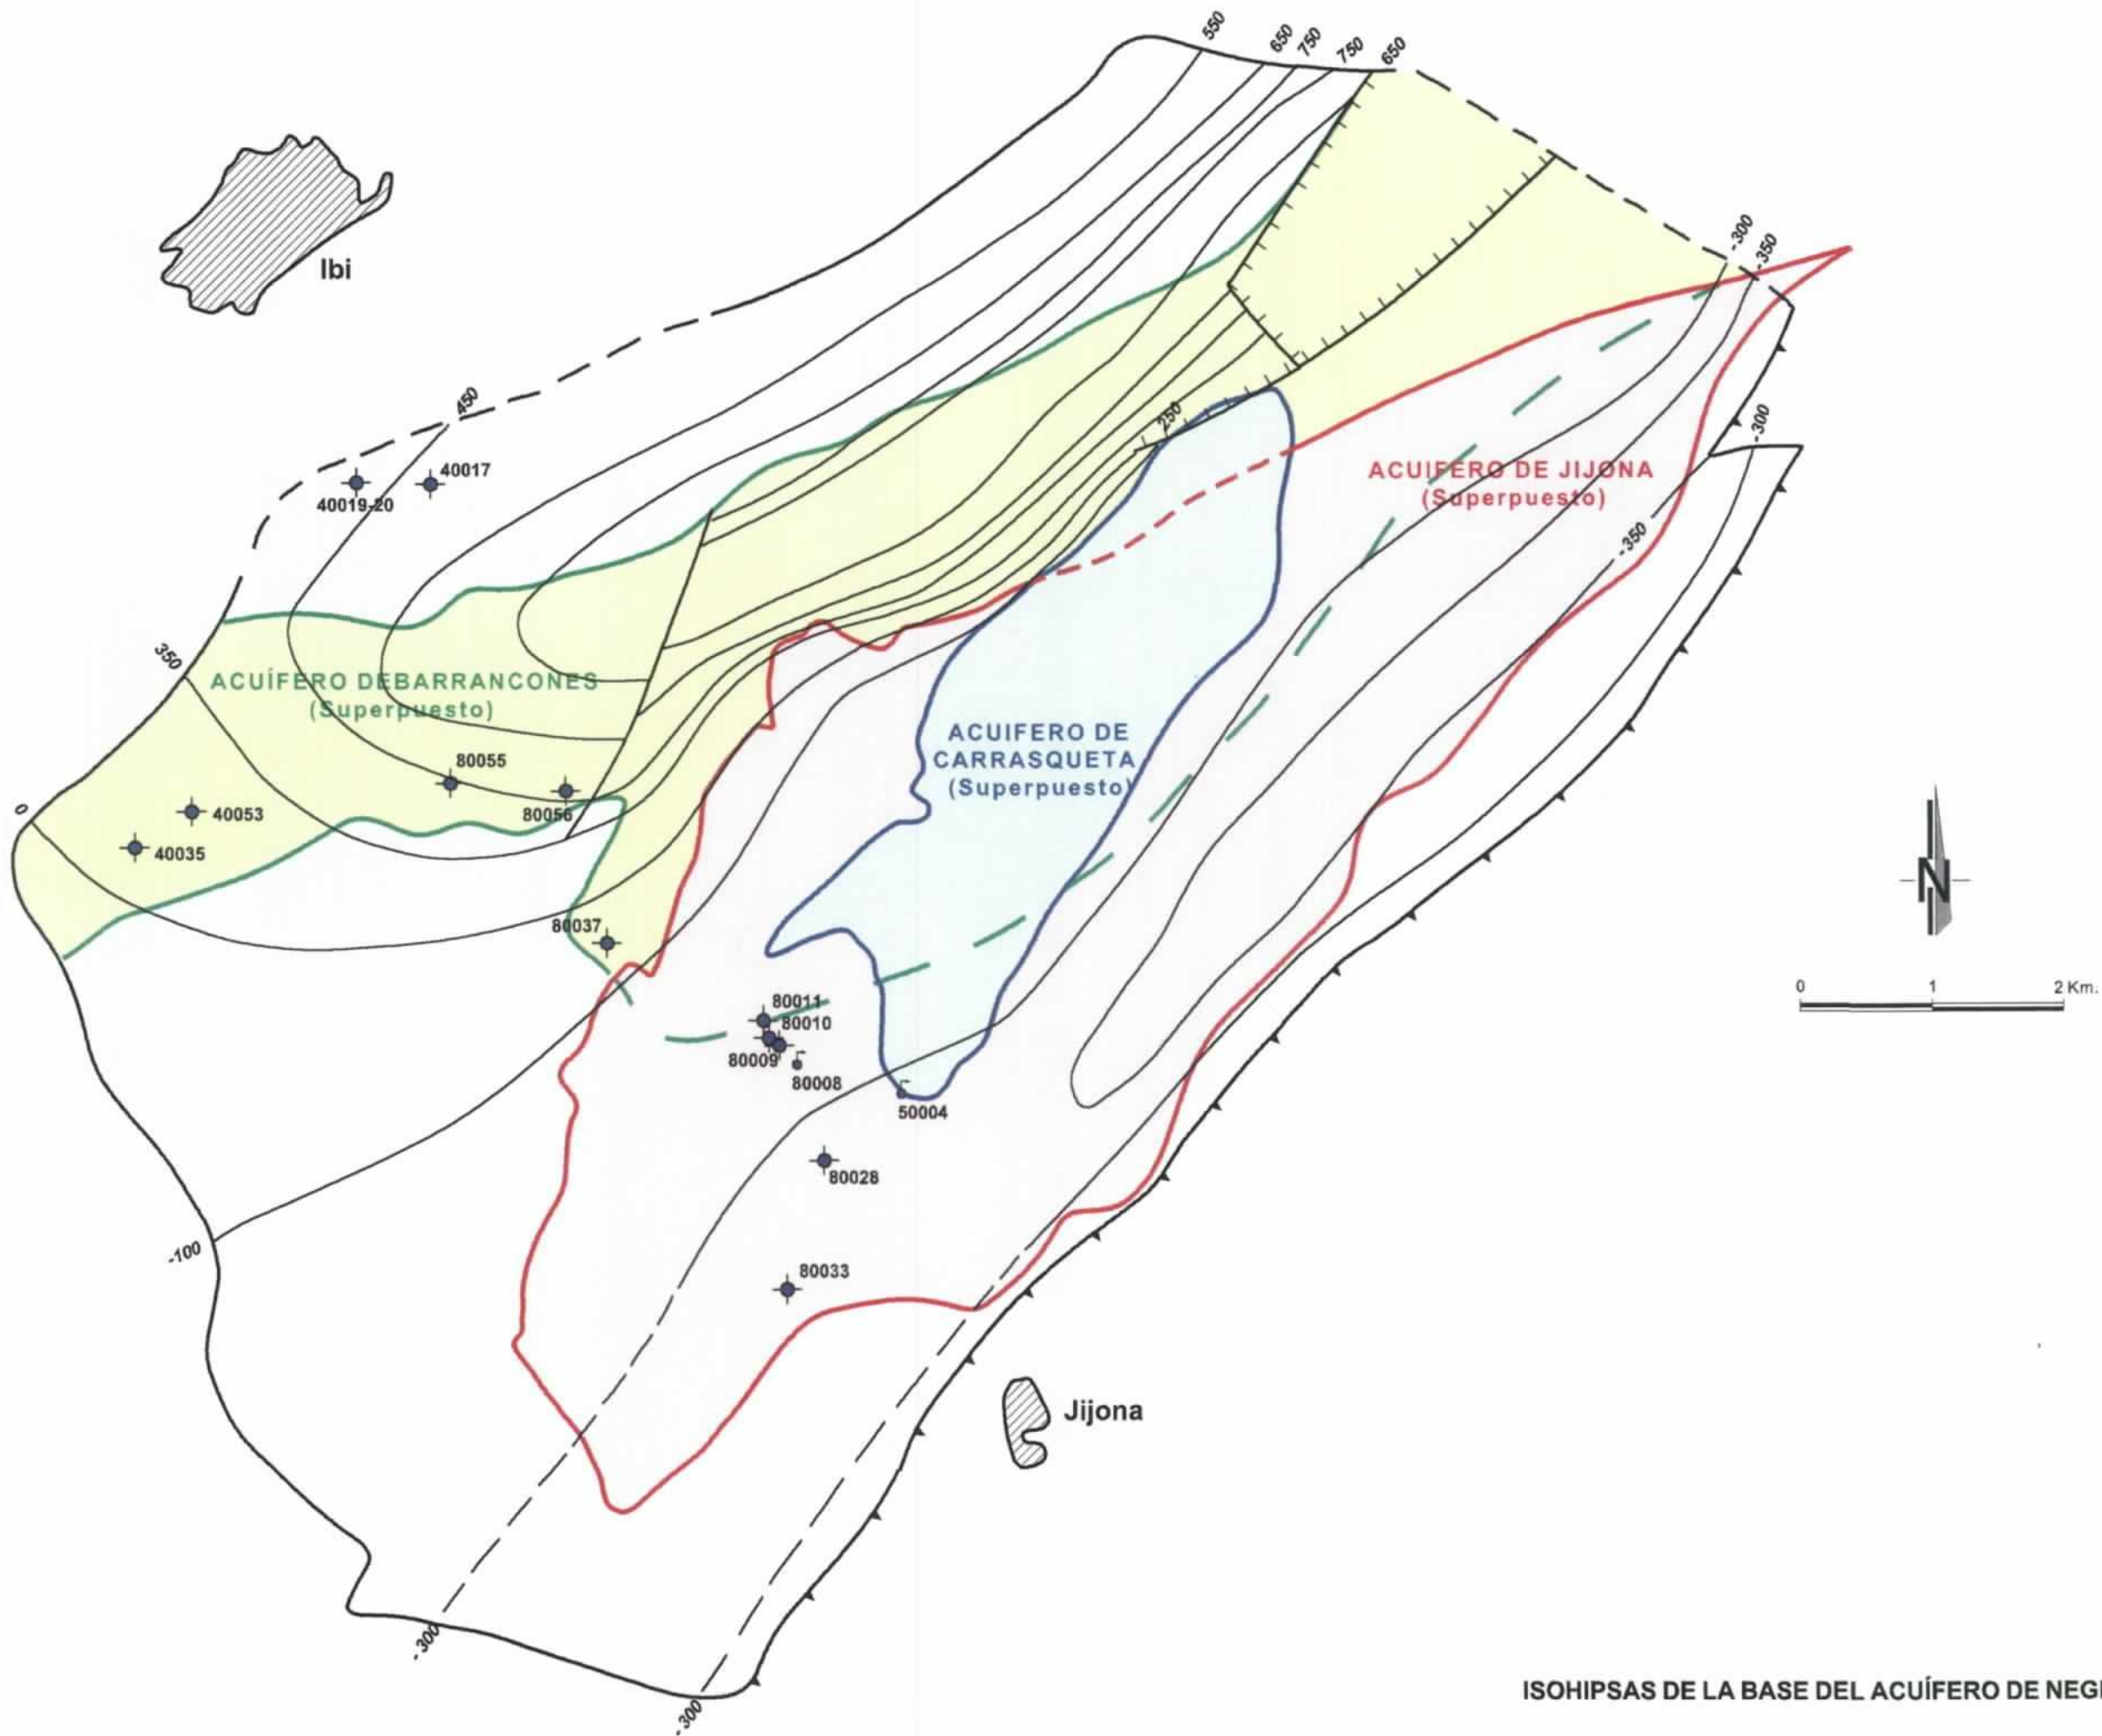 550
650
750
750
650
Ibi
-300
-350
450
250
-300
40017
40019-20
ACUIFERO DE JIJONA
(Superpuesto)
-350
350
ACUÍFERO DEBARRANCONES
(Superpuesto)
ACUIFERO DE
CARRASQUETA
(Superpuesto)
80055
80056
0
40053
40035
N
80037
0 1 2 Km.
80011
80010
80009
80008
50004
80028
-100
80033
Jijona
-300
-300
ISOHIPSAS DE LA BASE DEL ACUÍFERO DE